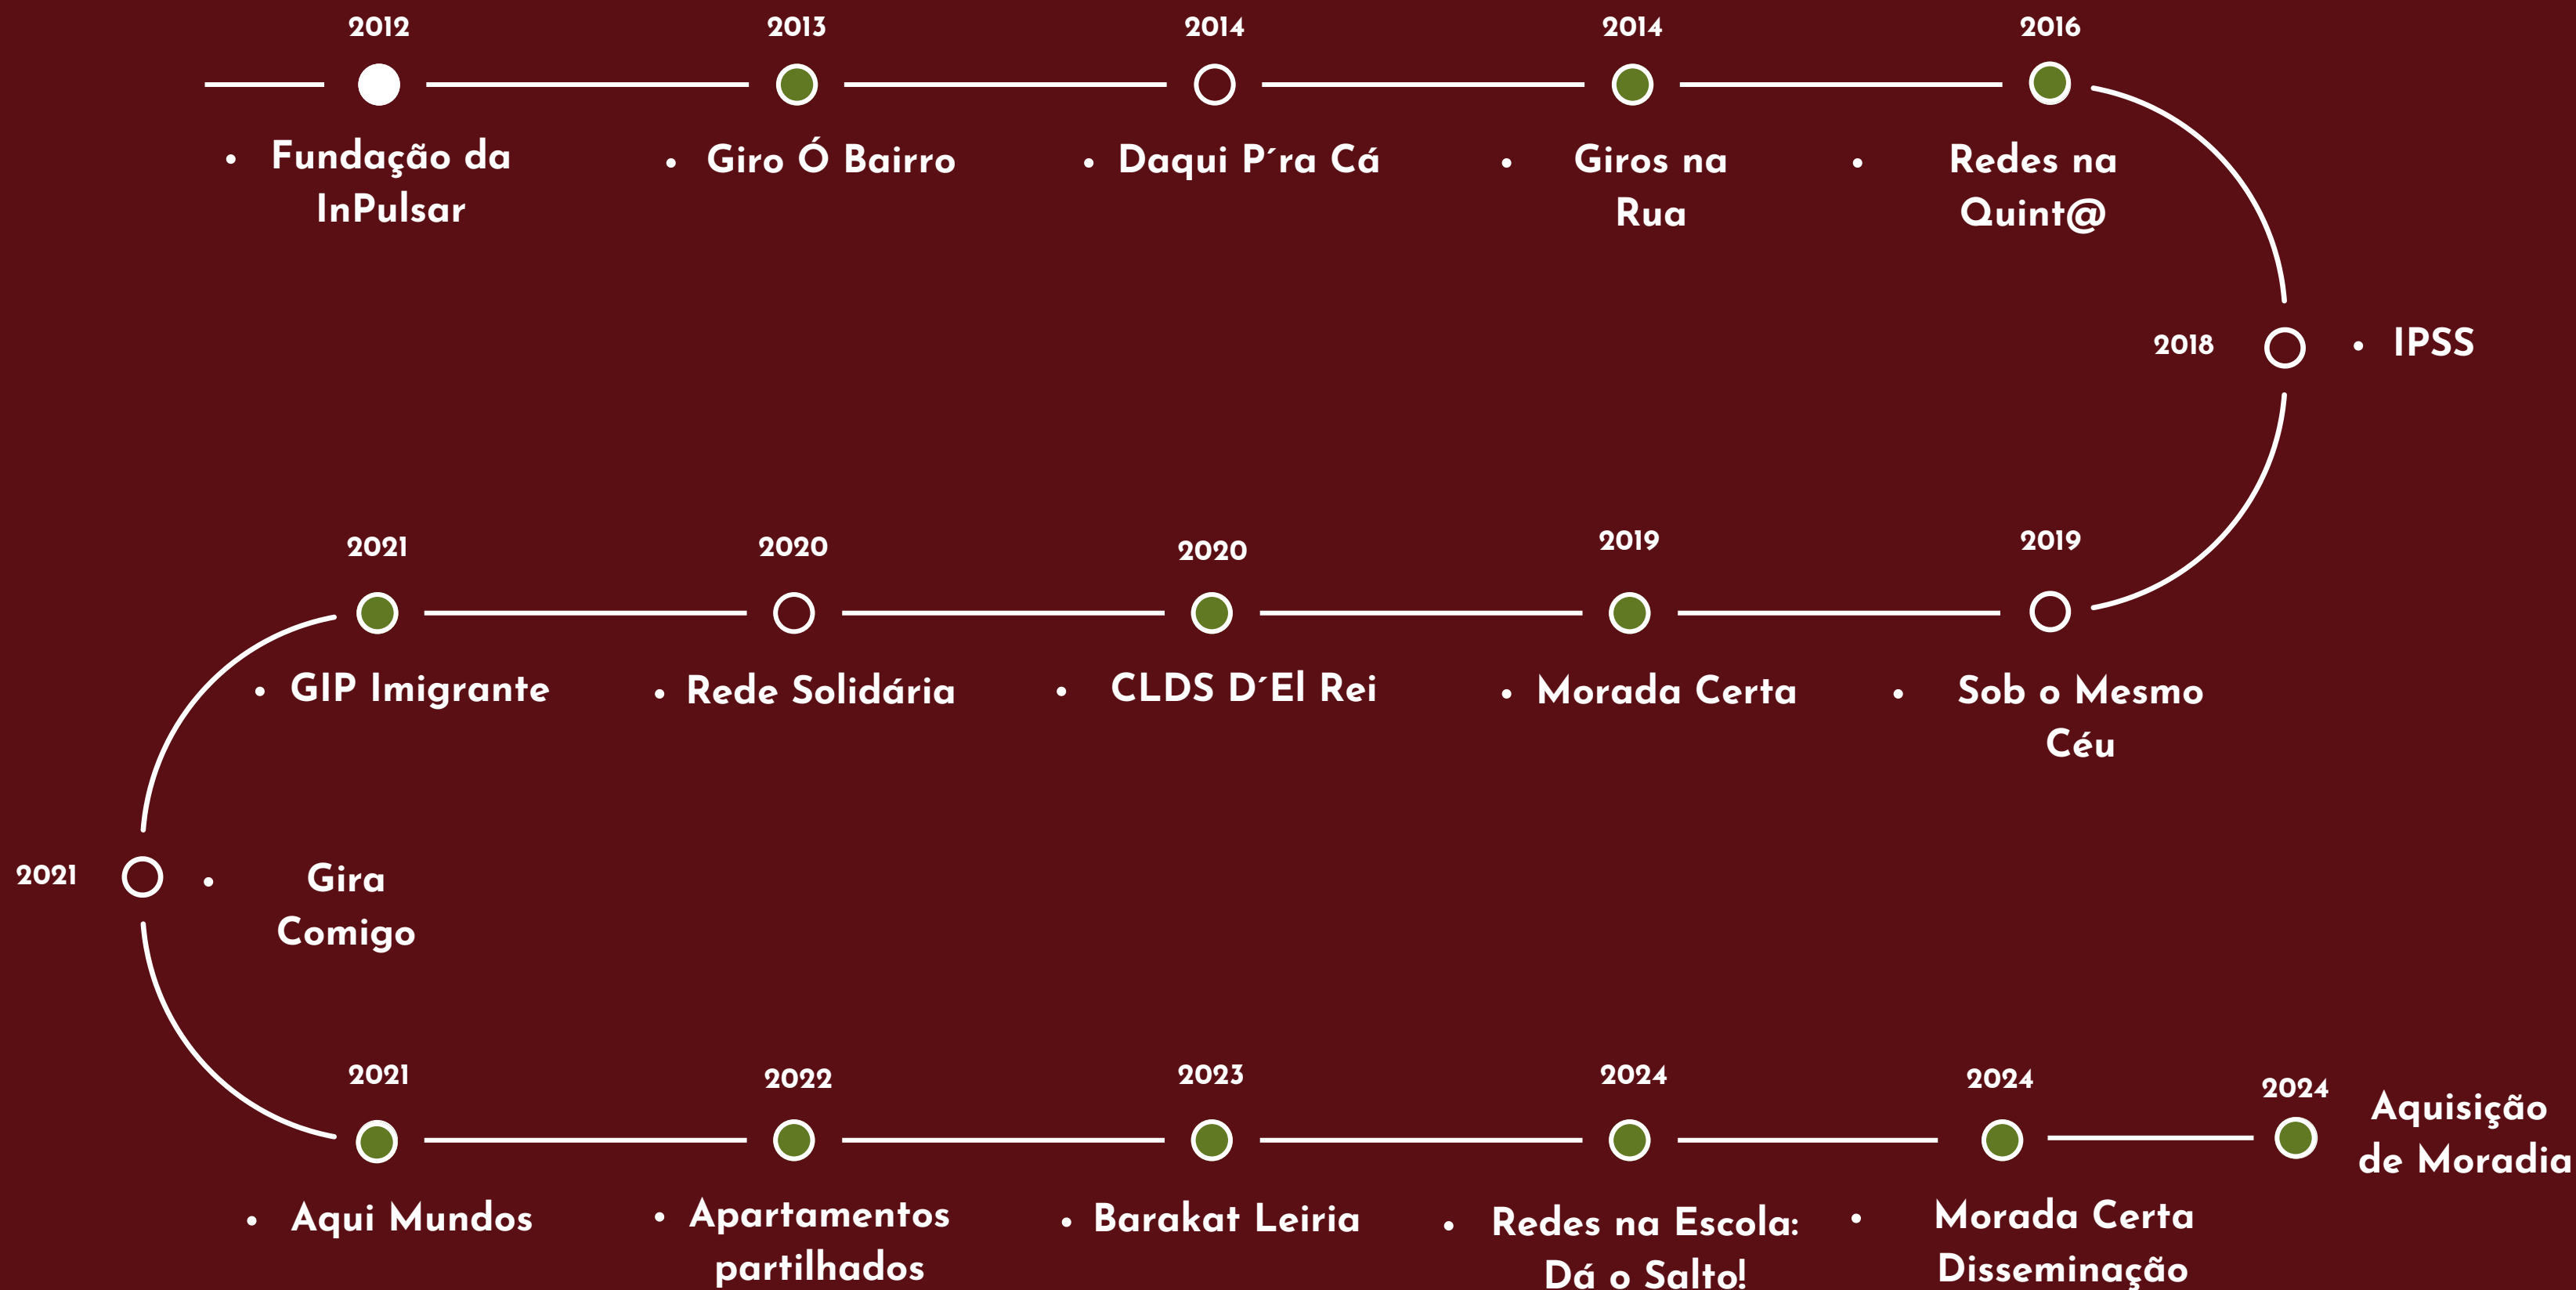 2012
2013
2014
2014
2016
• Fundação da
InPulsar
• Giro Ó Bairro
• Daqui P´ra Cá
• Giros na
Rua
• Redes na
Quint@
2018
• IPSS
2021
2020
2020
2019
2019
• GIP Imigrante
• Rede Solidária
• CLDS D´El Rei
• Morada Certa
• Sob o Mesmo
Céu
2021
• Gira
Comigo
2021
2022
2023
2024
2024
2024
Aquisição
de Moradia
• Aqui Mundos
• Apartamentos
partilhados
• Barakat Leiria
• Redes na Escola:
Dá o Salto!
• Morada Certa
Disseminação